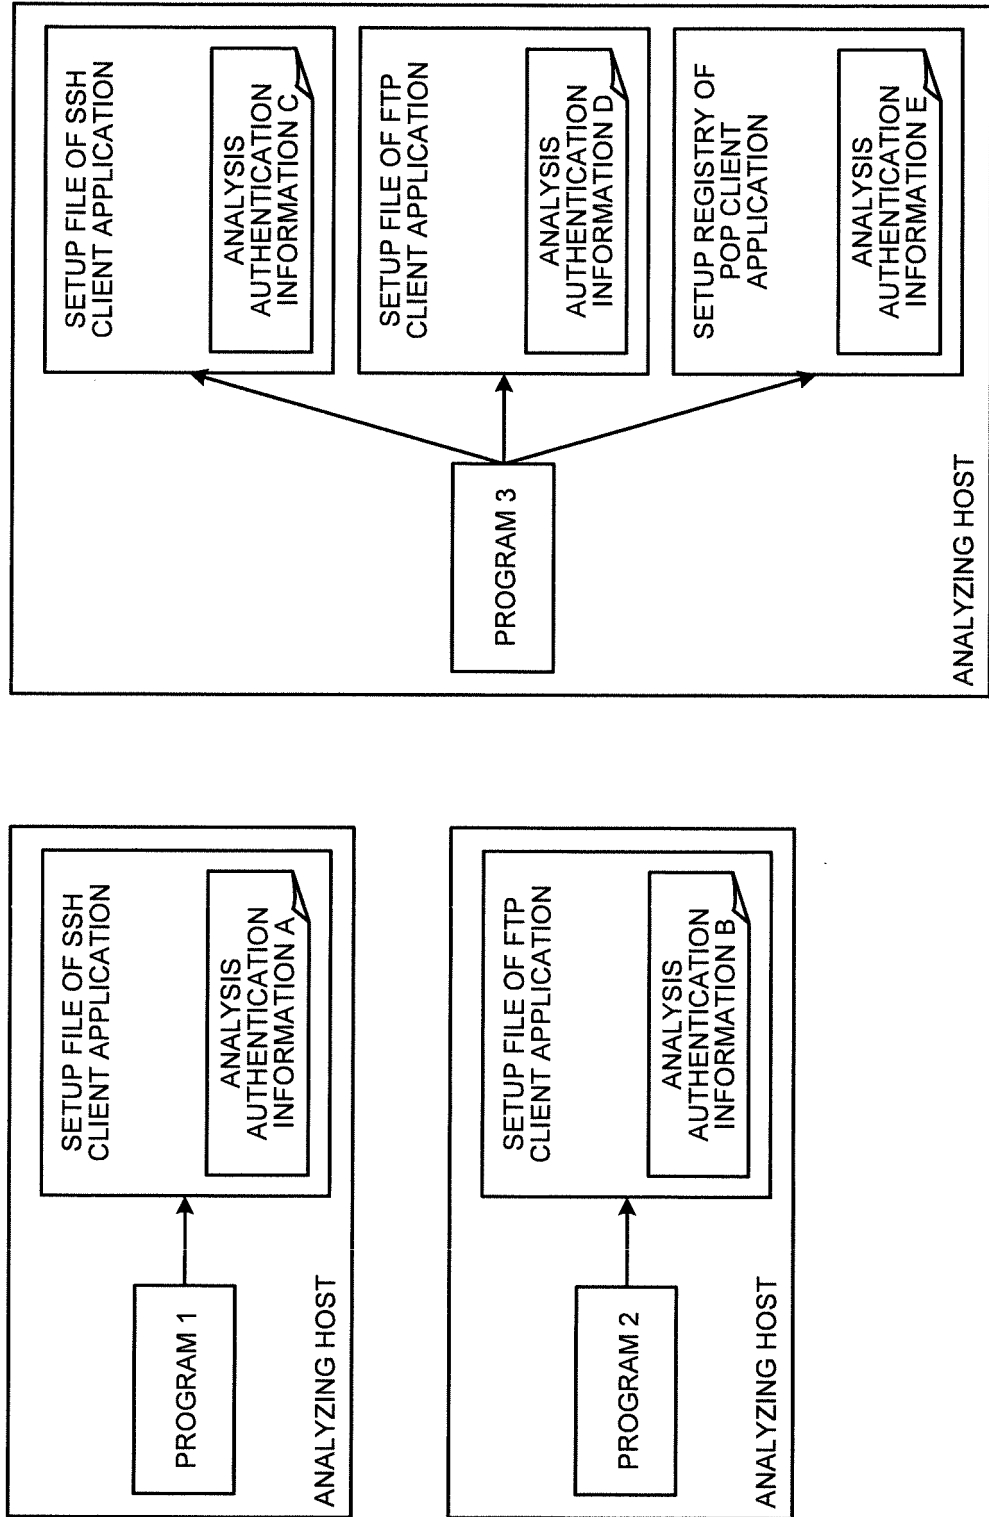 PROGRAM 1
SETUP FILE OF SSH
CLIENT APPLICATION
ANALYSIS
AUTHENTICATION
INFORMATION A
ANALYZING HOST
PROGRAM 2
SETUP FILE OF FTP
CLIENT APPLICATION
ANALYSIS
AUTHENTICATION
INFORMATION B
ANALYZING HOST
PROGRAM 3
SETUP FILE OF SSH
CLIENT APPLICATION
ANALYSIS
AUTHENTICATION
INFORMATION C
SETUP FILE OF FTP
CLIENT APPLICATION
ANALYSIS
AUTHENTICATION
INFORMATION D
SETUP REGISTRY OF
POP CLIENT
APPLICATION
ANALYSIS
AUTHENTICATION
INFORMATION E
ANALYZING HOST